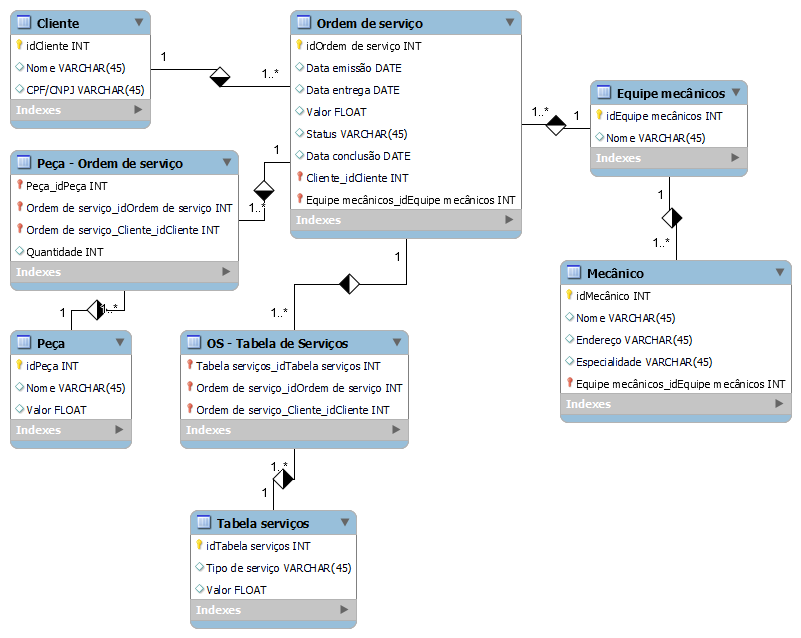 Cliente
idCliente INT
Nome VARCHAR(45)
CPF/CNPJ VARCHAR(45)
Indexes
1
1..*
Ordem de serviço
idOrdem de serviço INT
Data emissão DATE
Data entrega DATE
Valor FLOAT
Status VARCHAR(45)
Data conclusão DATE
Cliente_idCliente INT
Equipe mecânicos_idEquipe mecânicos INT
Indexes
1..*
1
Equipe mecânicos
idEquipe mecânicos INT
Nome VARCHAR(45)
Indexes
1
1..*
Peça - Ordem de serviço
Peça_idPeça INT
Ordem de serviço_idOrdem de serviço INT
Ordem de serviço_Cliente_idCliente INT
Quantidade INT
Indexes
1
1..*
Mecânico
idMecânico INT
Nome VARCHAR(45)
Endereço VARCHAR(45)
Especialidade VARCHAR(45)
Equipe mecânicos_idEquipe mecânicos INT
Indexes
1
1..*
Peça
idPeça INT
Nome VARCHAR(45)
Valor FLOAT
Indexes
1
1..*
OS - Tabela de Serviços
Tabela serviços_idTabela serviços INT
Ordem de serviço_idOrdem de serviço INT
Ordem de serviço_Cliente_idCliente INT
Indexes
1..*
1
Tabela serviços
idTabela serviços INT
Tipo de serviço VARCHAR(45)
Valor FLOAT
Indexes